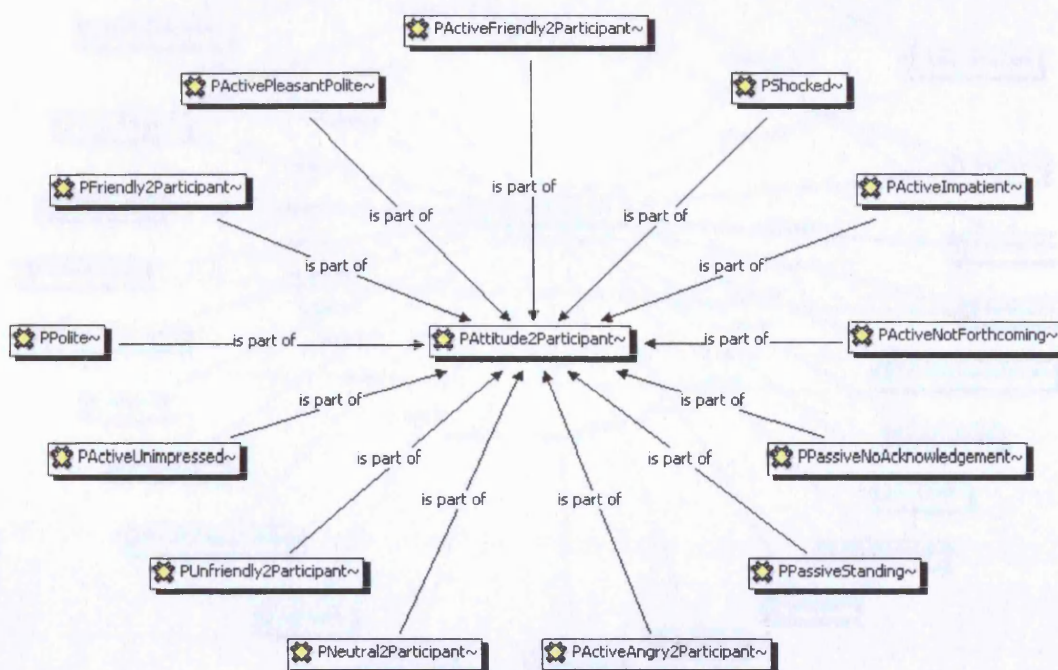 PActiveFriendly2Participant~
PActivePleasantPolite~
PShocked~
PFriendly2Participant~
is part of
PActiveImpatient~
is part of
is part of
is part of
is part of
PPolite~
is part of
PAttitude2Participant~
is part of
PActiveNotForthcoming~
is part of
is part of
PActiveUnimpressed~
is part of
is part of
PPassiveNoAcknowledgement~
is part of
is part of
PUnfriendly2Participant~
PPassiveStanding~
PNeutral2Participant~
PActiveAngry2Participant~